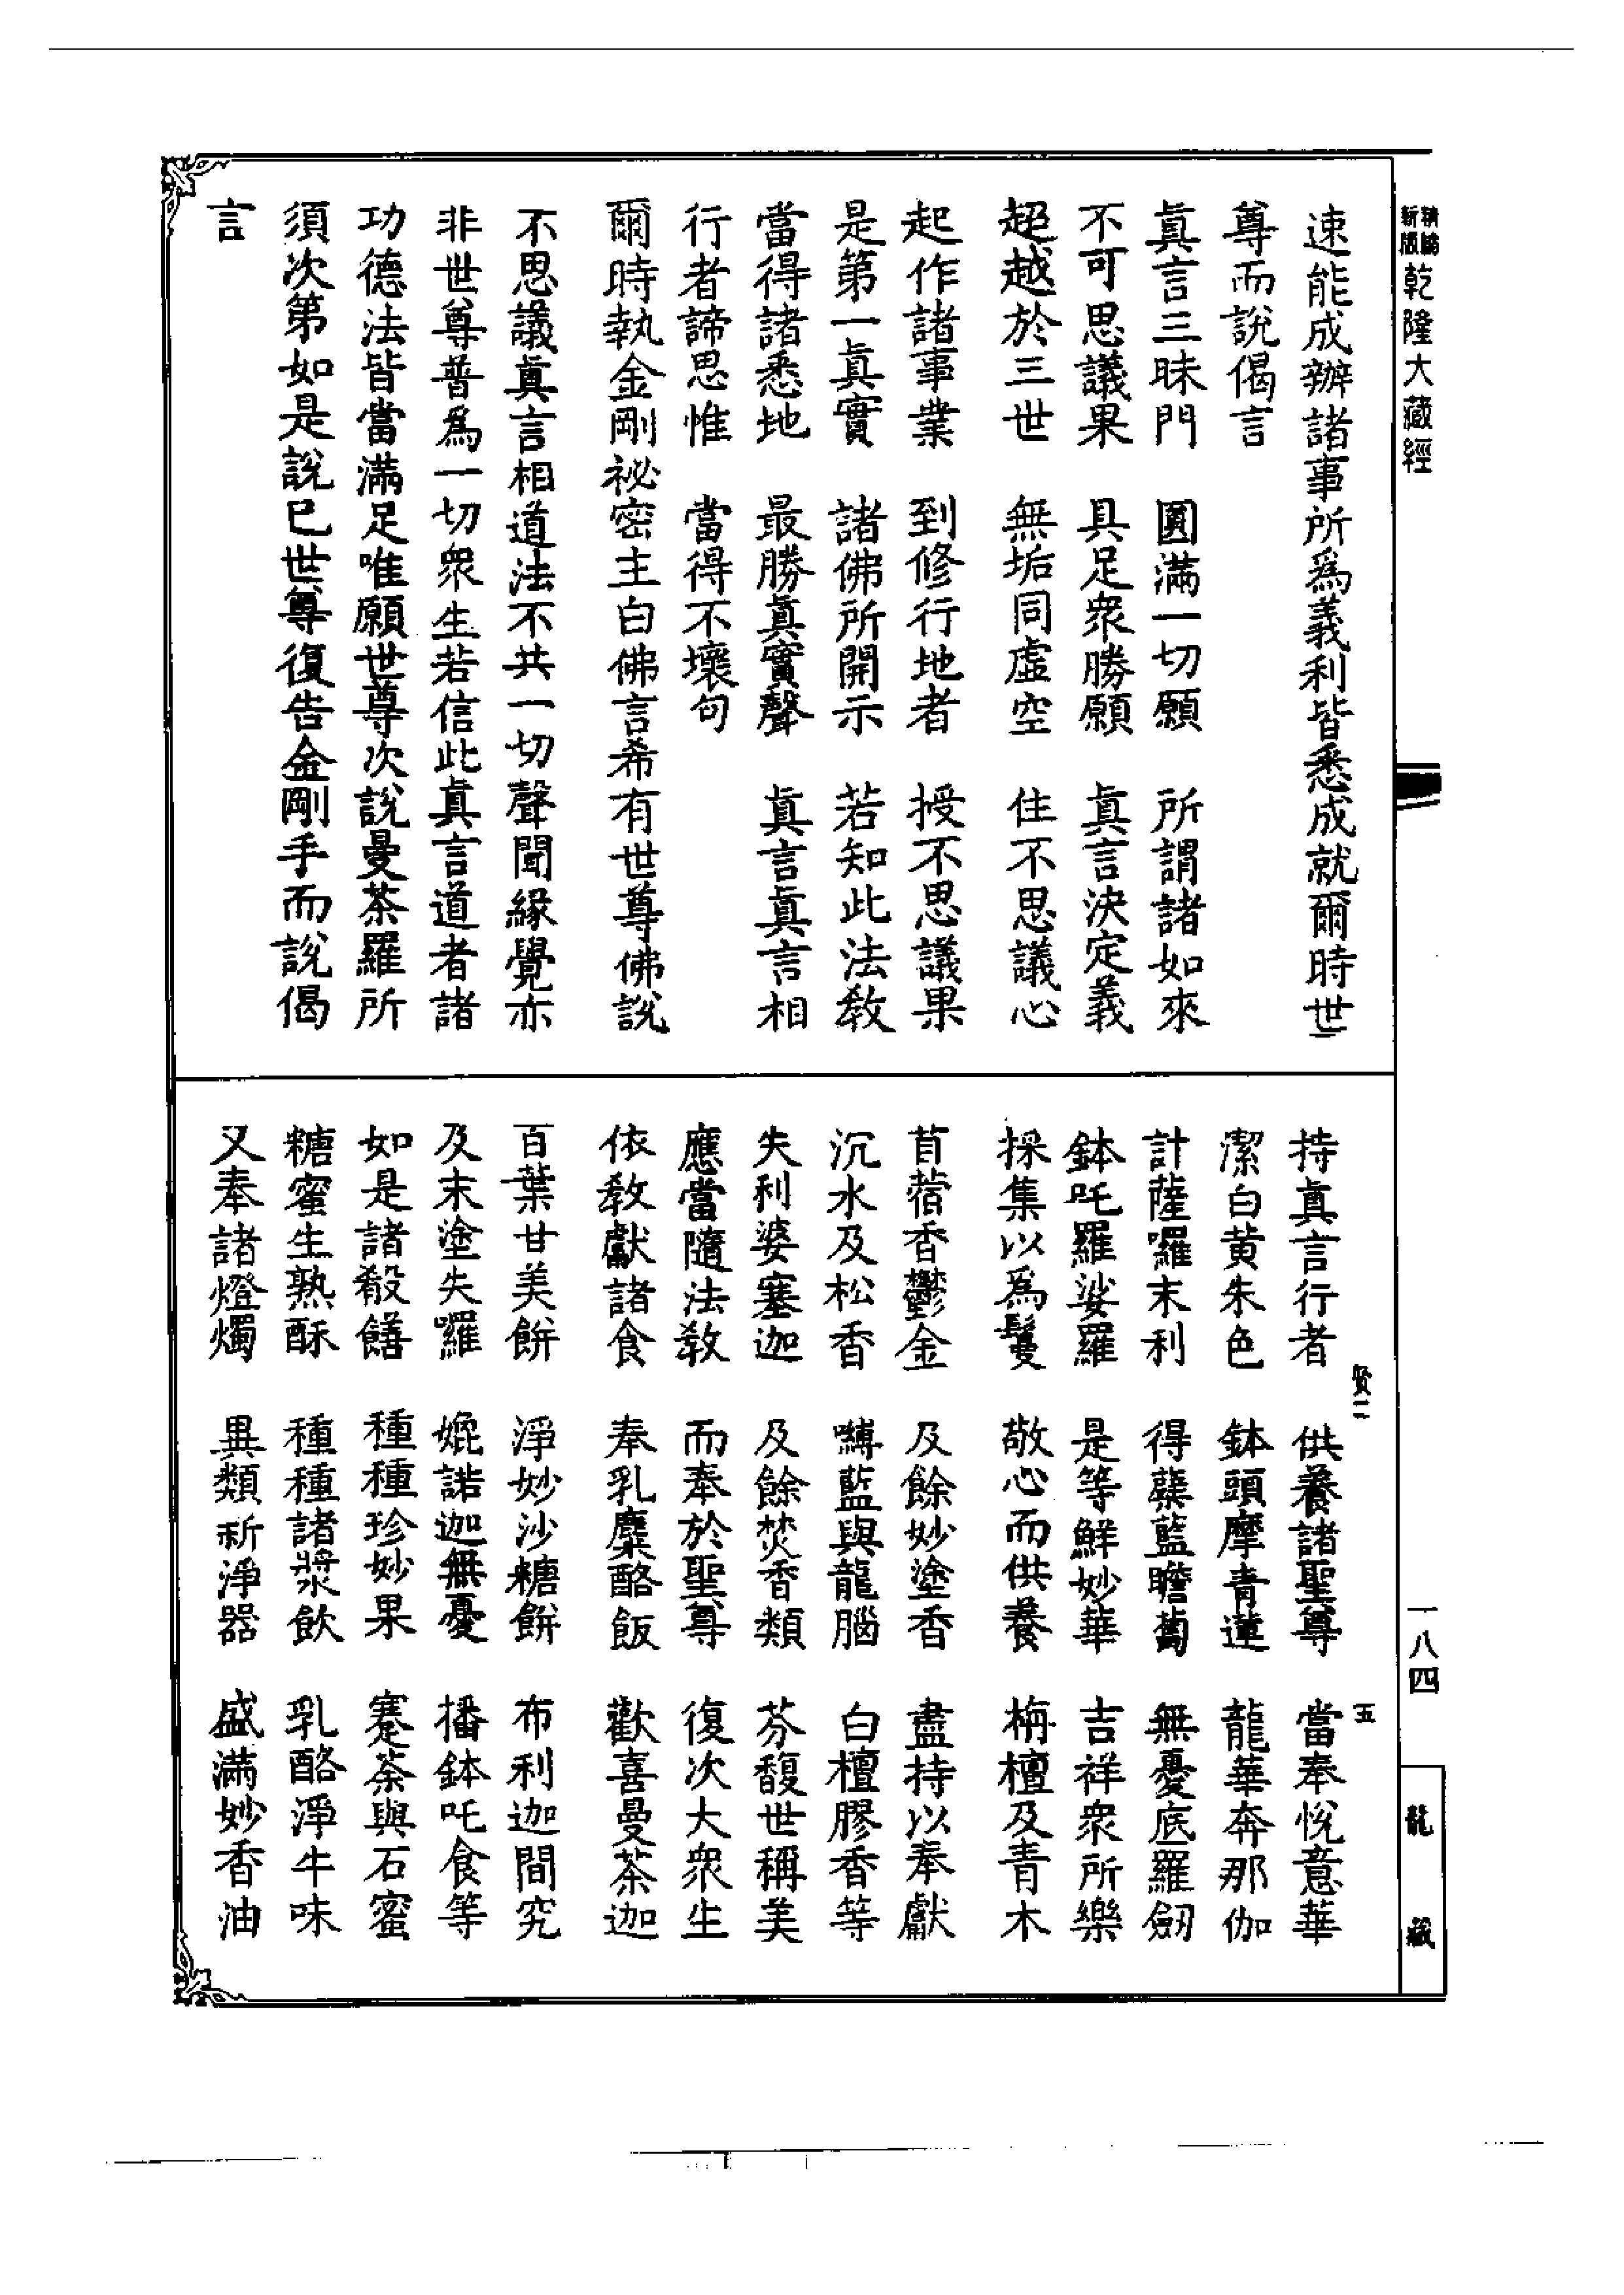 新版
精縮
乾隆大藏經
速能成辦諸事所爲義利皆悉成就爾時世
尊而說偈言
眞言三昧門　圓滿一切願　所謂諸如來
不可思議果　具足眾勝願　眞言決定義
超越於三世　無垢同虛空　住不思議心
起作諸事業　到修行地者　授不思議果
是第一眞實　諸佛所開示　若知此法教
當得諸悉地　最勝眞實聲　眞言眞言相
行者諦思惟　當得不壞句
爾時執金剛祕密主白佛言希有世尊佛說
不思議眞言相道法不共一切聲聞緣覺亦
非世尊普爲一切眾生若信此眞言道者諸
功德法皆當滿足唯願世尊次說曼茶羅所
須次第如是說已世尊復告金剛手而說偈
言
持眞言行者　供養諸聖尊　當奉悅意華
潔白黃朱色　鉢頭摩青蓮　龍華奔那伽
計薩囉末利　得蘗藍瞻蔔　無憂底羅劒
鉢吒羅娑羅　是等鮮妙華　吉祥眾所樂
採集以爲鬘　敬心而供養　栴檀及青木
苜蓿香鬱金　及餘妙塗香　盡持以奉獻
沉水及松香　嚩藍與龍腦　白檀膠香等
失利婆塞迦　及餘焚香類　芬馥世稱美
應當隨法教　而奉於聖尊　復次大眾生
依教獻諸食　奉乳糜酪飯　歡喜曼茶迦
百葉甘美餅　淨妙沙糖餅　布利迦間究
及末塗失囉　媲諾迦無憂　播鉢吒食等
如是諸殽饍　種種珍妙果　蹇荼與石蜜
糖蜜生熟酥　種種諸漿飲　乳酪淨牛味
又奉諸燈燭　異類新淨器　盛滿妙香油
贤二
五
一八四
龍藏